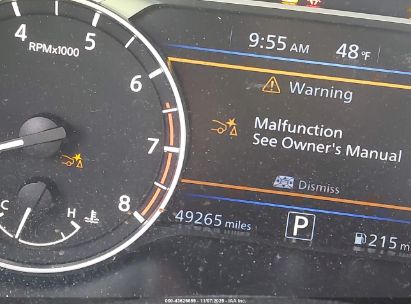 4
5
6
7
8
RPMx1000
C
H
9:55 AM 48°F
Warning
Malfunction
See Owner's Manual
Dismiss
49265 miles P 215 m